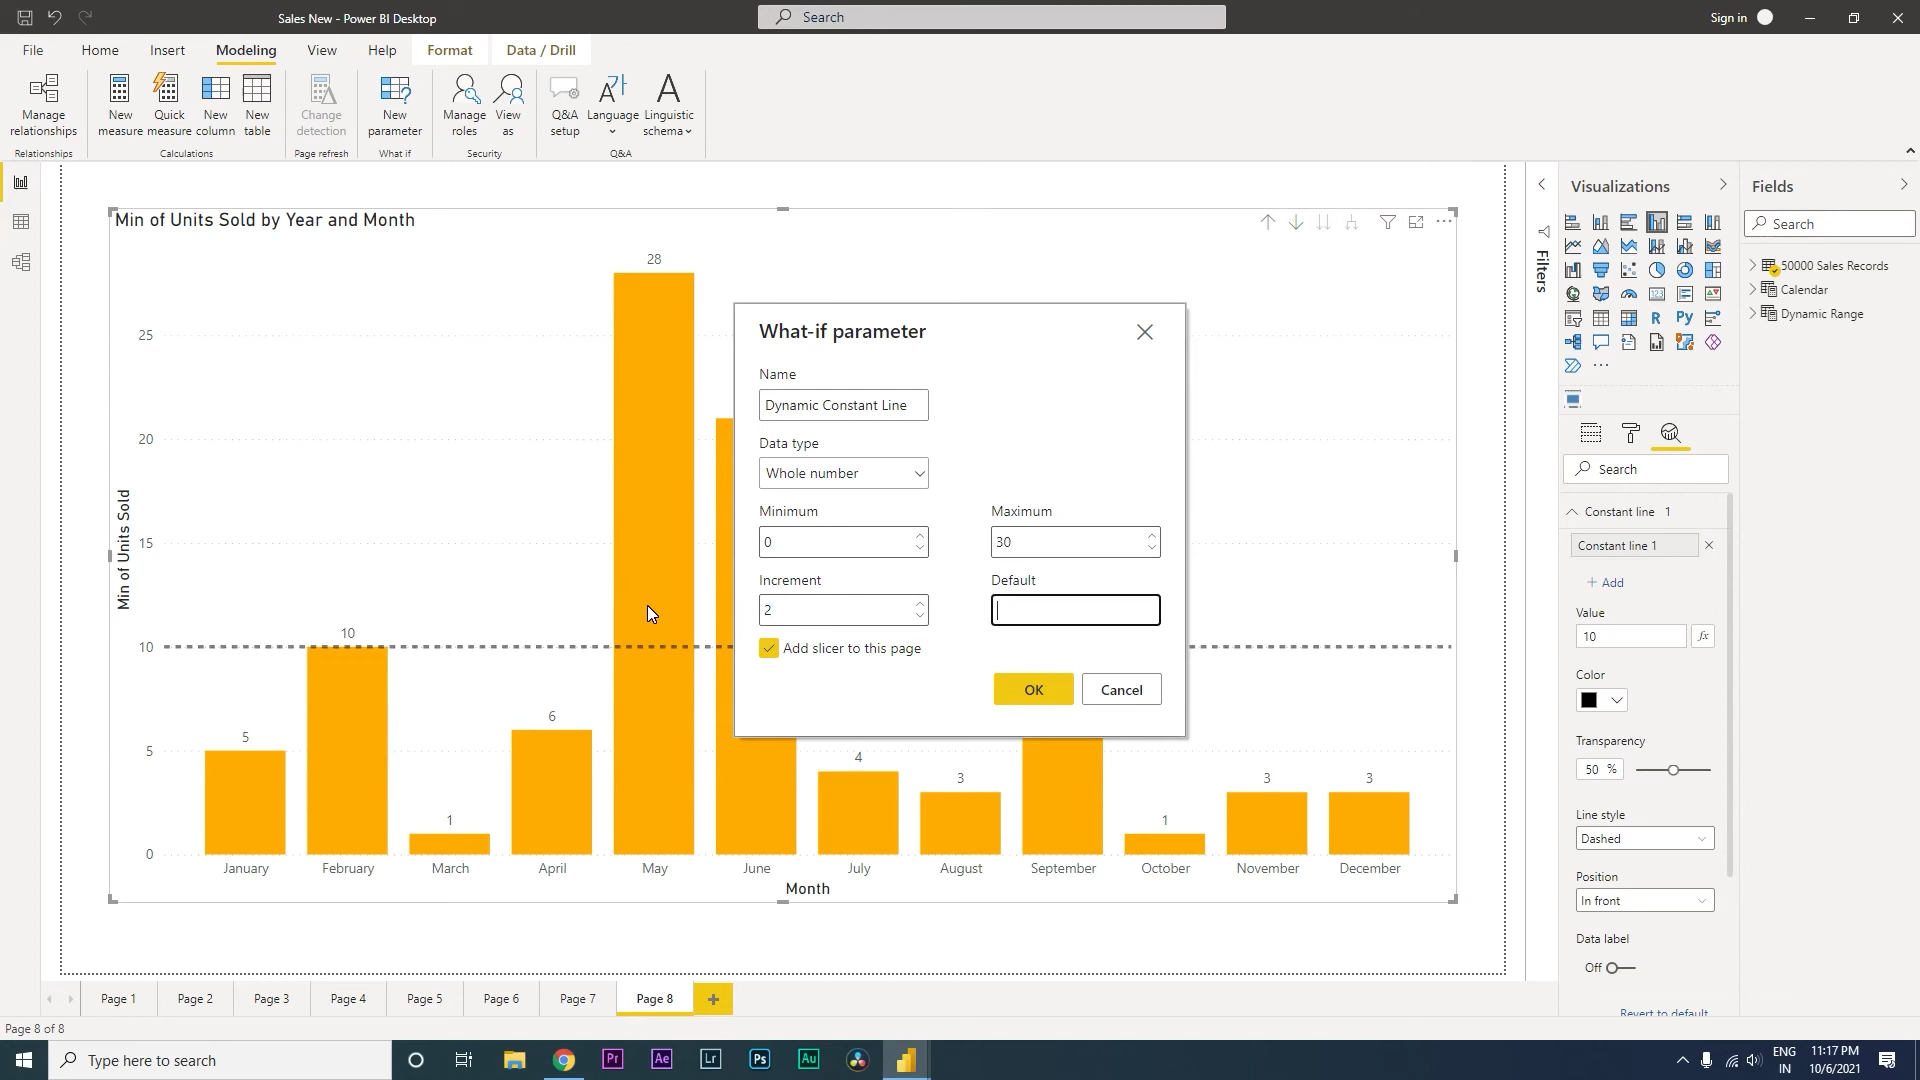 Sales New - Power BI Desktop
Search
Sign in
File
Home
Insert
Modeling
View
Help
Format
Data / Drill
Manage relationships
Relationships
New measure
Quick measure
New column
New table
Calculations
Change detection
Page refresh
New parameter
What if
Manage roles
View as
Security
Q&A setup
Language
Linguistic schema
Q&A
Min of Units Sold by Year and Month
Min of Units Sold
25
20
15
10
5
0
5
10
1
6
28
4
3
1
3
3
January
February
March
April
May
June
July
August
September
October
November
December
Month
What-if parameter
Name
Dynamic Constant Line
Data type
Whole number
Minimum
Maximum
0
30
Increment
Default
2
Add slicer to this page
OK
Cancel
Filters
Visualizations
R
Py
123
Search
Constant line 1
Constant line 1
Add
Value
10
fx
Color
Transparency
50 %
Line style
Dashed
Position
In front
Data label
Off
Revert to default
Fields
Search
50000 Sales Records
Calendar
Dynamic Range
Page 1
Page 2
Page 3
Page 4
Page 5
Page 6
Page 7
Page 8
Page 8 of 8
Type here to search
Pr
Ae
Lr
Ps
Au
ENG
IN
11:17 PM
10/6/2021